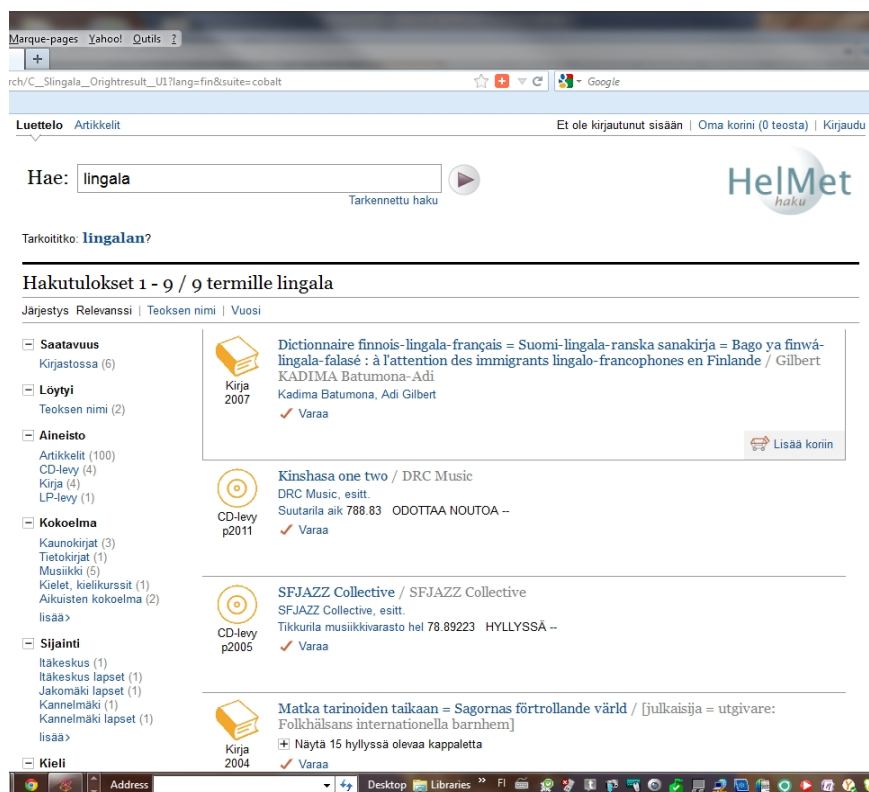 Marque-pages Yahoo! Outils ?
+
rch/C__Slingala__Orightresult__U1?lang=fin&suite=cobalt
Google
Luettelo Artikkelit
Et ole kirjautunut sisään | Oma korini (0 teosta) | Kirjaudu
Hae: lingala
Tarkennettu haku
HelMet
haku
Tarkoititko: lingalan?
Hakutulokset 1 - 9 / 9 termille lingala
Järjestys Relevanssi | Teoksen nimi | Vuosi
Saatavuus
Kirjastossa (6)
Löytyi
Teoksen nimi (2)
Aineisto
Artikkelit (100)
CD-levy (4)
Kirja (4)
LP-levy (1)
Kokoelma
Kaunokirjat (3)
Tietokirjat (1)
Musiikki (5)
Kielet, kielikurssit (1)
Aikuisten kokoelma (2)
lisää>
Sijainti
Itäkeskus (1)
Itäkeskus lapset (1)
Jakomäki lapset (1)
Kannelmäki (1)
Kannelmäki lapset (1)
lisää>
Kieli
Kirja
2007
Dictionnaire finnois-lingala-français = Suomi-lingala-ranska sanakirja = Bago ya finwá-
lingala-falasé : à l'attention des immigrants lingalo-francophones en Finlande / Gilbert
KADIMA Batumona-Adi
Kadima Batumona, Adi Gilbert
Varaa
Lisää koriin
CD-levy
p2011
Kinshasa one two / DRC Music
DRC Music, esitt.
Suutarila aik 788.83 ODOTTAA NOUTOA --
Varaa
CD-levy
p2005
SFJAZZ Collective / SFJAZZ Collective
SFJAZZ Collective, esitt.
Tikkurila musiikkivarasto hel 78.89223 HYLLYSSÄ --
Varaa
Kirja
2004
Matka tarinoiden taikaan = Sagornas förtrollande värld / [julkaisija = utgivare:
Folkhälsans internationella barnhem]
Näytä 15 hyllyssä olevaa kappaletta
Varaa
Address
Desktop Libraries » FI